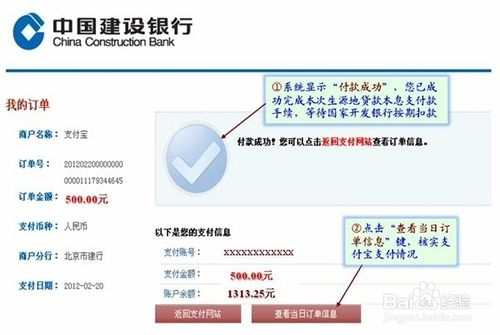 中国建设银行
China Construction Bank
①系统显示“付款成功”，您已成
功完成本次生源地贷款本息支付款
手续，等待国家开发银行按期扣款
我的订单
商户名称：支付宝
付款成功！您可以点击返回支付网站查看订单信息。
订单号：201202200000000
000011179344645
订单金额：500.00元
支付币种：人民币
商户分行：北京市建行
支付日期：2012-02-20
以下是您的支付信息
支付账号：XXXXXXXXXXXX
支付金额：500.00元
账户余额：1313.25元
②点击“查看当日订
单信息”键，核实支
付宝支付情况
返回支付网站
查看当日订单信息
Baidu经验
jingyan.baidu.com